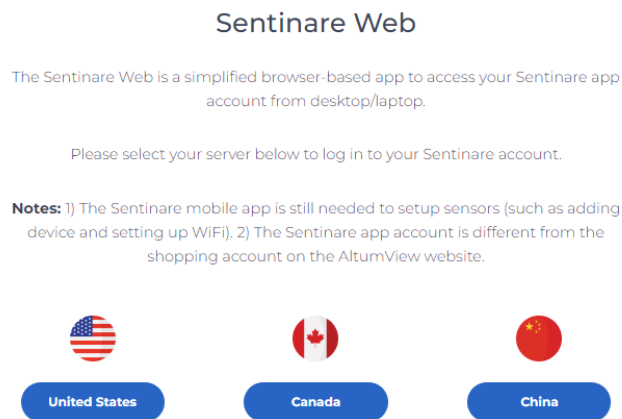 Sentinare Web
The Sentinare Web is a simplified browser-based app to access your Sentinare app
account from desktop/laptop.
Please select your server below to log in to your Sentinare account.
Notes: 1) The Sentinare mobile app is still needed to setup sensors (such as adding
device and setting up WiFi). 2) The Sentinare app account is different from the
shopping account on the AltumView website.
United States
Canada
China